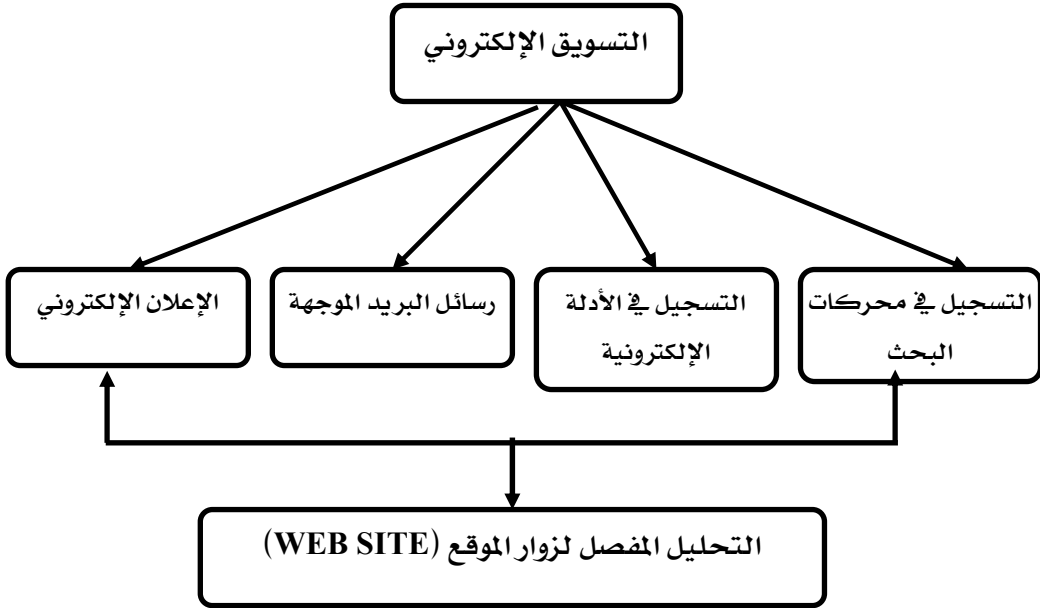 التسويق الإلكتروني
التسجيل في محركات
البحث
التسجيل في الأدلة
الإلكترونية
رسائل البريد الموجهة
الإعلان الإلكتروني
التحليل المفصل لزوار الموقع (WEB SITE)